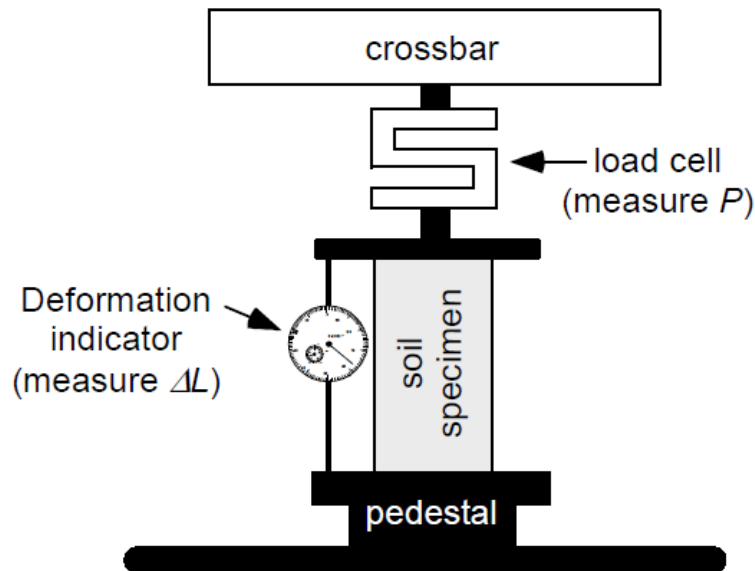 crossbar
load cell
(measure P)
Deformation
indicator
(measure ΔL)
soil
specimen
pedestal